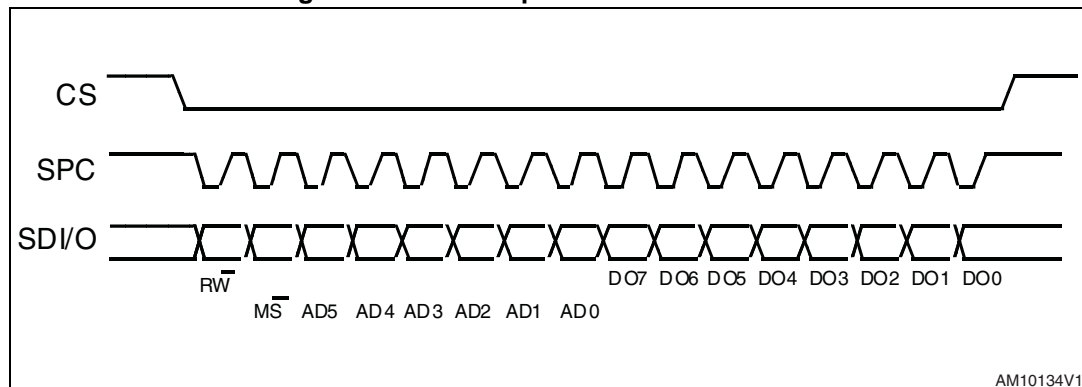 CS
SPC
SDI/O
RW
DO7 DO6 DO5 DO4 DO3 DO2 DO1 DO0
MS AD5 AD4 AD3 AD2 AD1 AD0
AM10134V1